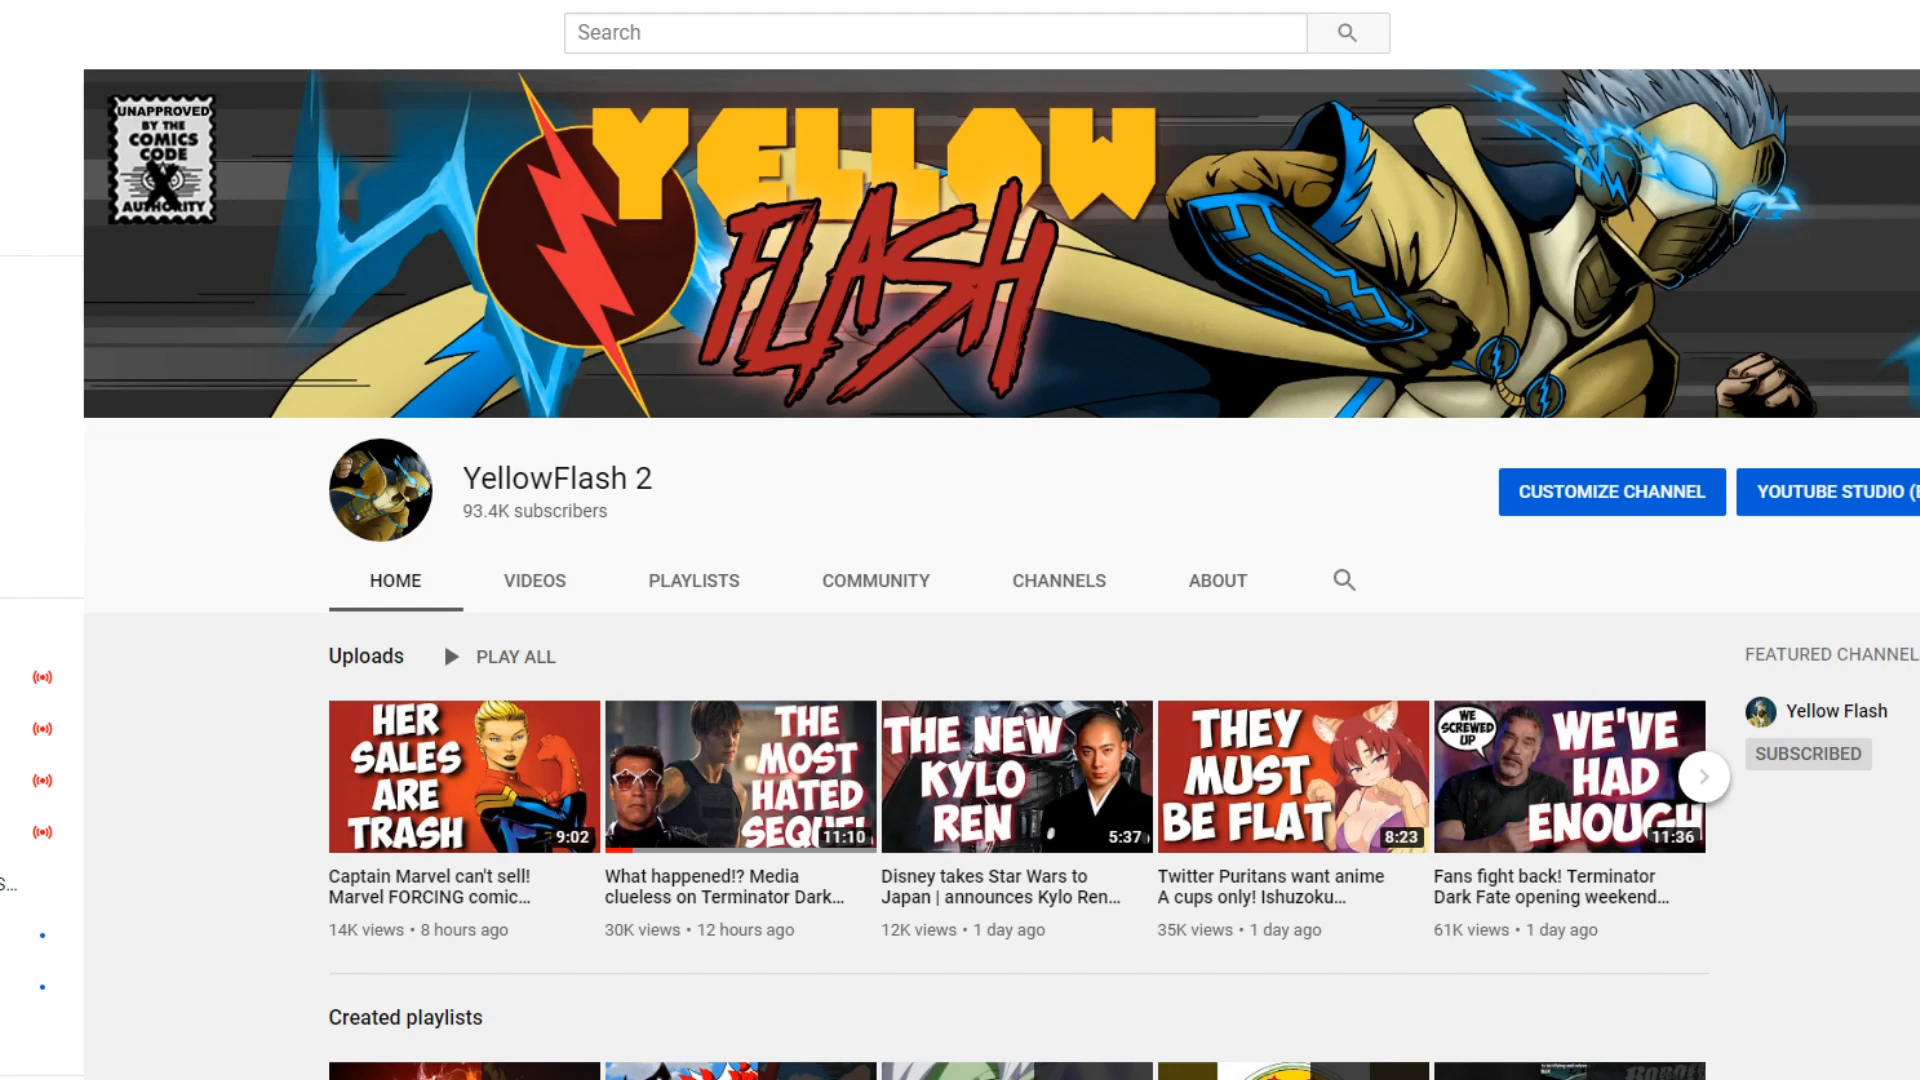 Search
UNAPPROVED
BY THE
COMICS
CODE
AUTHORITY
YELLOW
FLASH
YellowFlash 2
93.4K subscribers
CUSTOMIZE CHANNEL
YOUTUBE STUDIO (
HOME
VIDEOS
PLAYLISTS
COMMUNITY
CHANNELS
ABOUT
Uploads
PLAY ALL
FEATURED CHANNEL
Yellow Flash
SUBSCRIBED
HER
SALES
ARE
TRASH
9:02
Captain Marvel can't sell!
Marvel FORCING comic...
14K views • 8 hours ago
THE
MOST
HATED
SEQUEL
11:10
What happened!? Media
clueless on Terminator Dark...
30K views • 12 hours ago
THE NEW
KYLO
REN
5:37
Disney takes Star Wars to
Japan | announces Kylo Ren...
12K views • 1 day ago
THEY
MUST
BE FLAT
8:23
Twitter Puritans want anime
A cups only! Ishuzoku...
35K views • 1 day ago
WE
SCREWED
UP
WE'VE
HAD
ENOUGH
11:36
Fans fight back! Terminator
Dark Fate opening weekend...
61K views • 1 day ago
S...
Created playlists